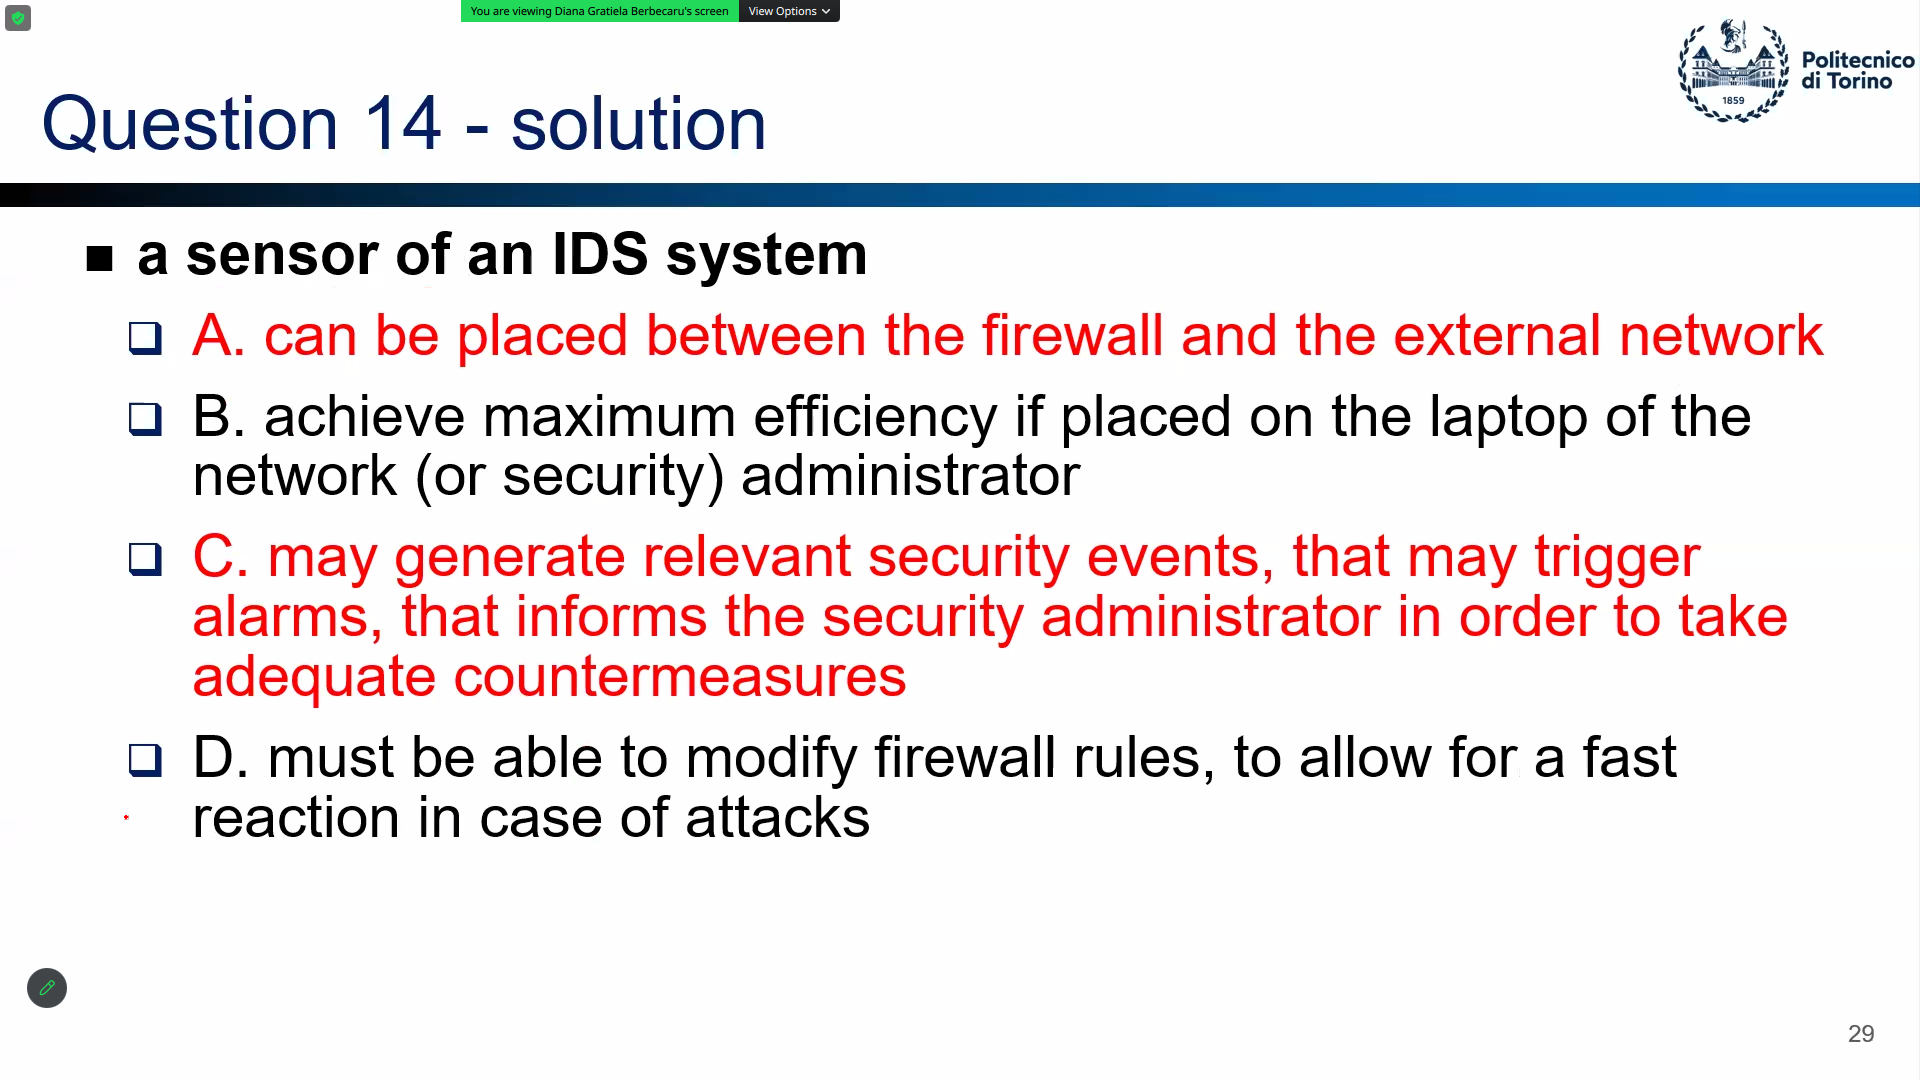 You are viewing Diana Gratiela Berbecaru's screen View Options
Politecnico
di Torino
1859
Question 14 - solution
a sensor of an IDS system
A. can be placed between the firewall and the external network
B. achieve maximum efficiency if placed on the laptop of the
network (or security) administrator
C. may generate relevant security events, that may trigger
alarms, that informs the security administrator in order to take
adequate countermeasures
D. must be able to modify firewall rules, to allow for a fast
reaction in case of attacks
29